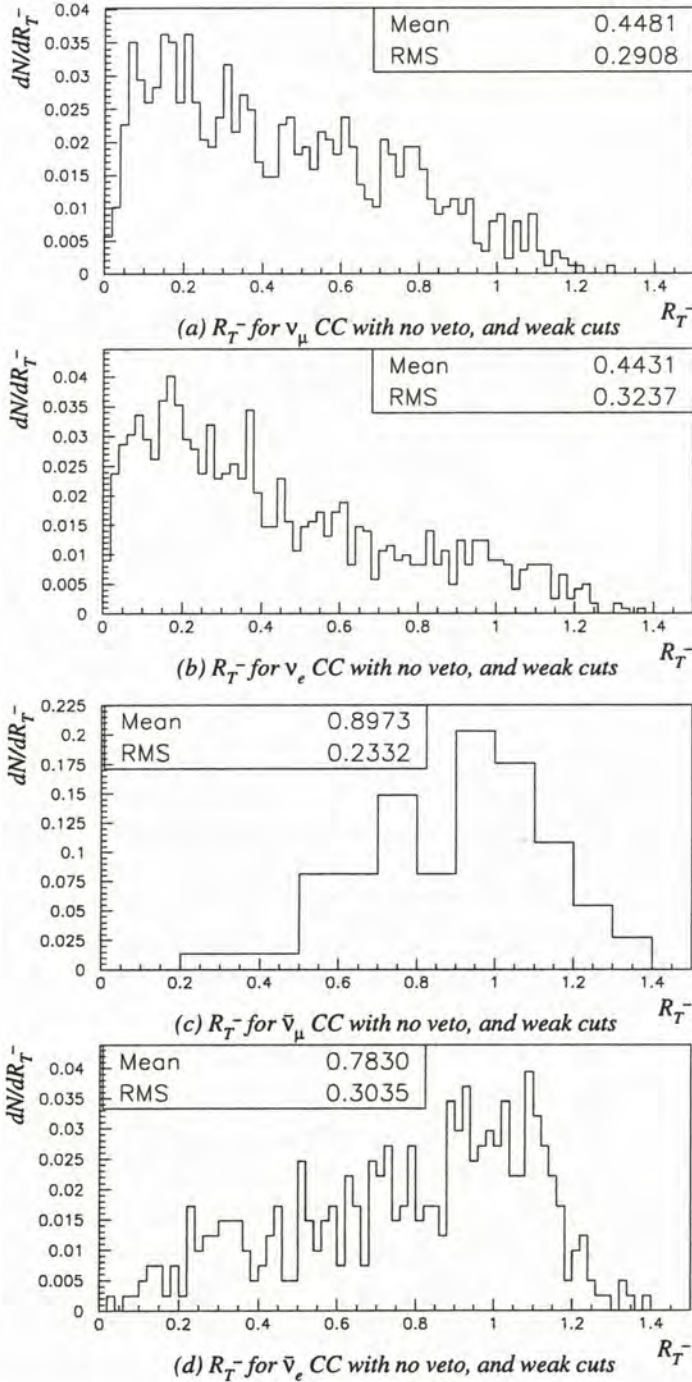 dN/dR_T^-
0.04
0.035
0.03
0.025
0.02
0.015
0.01
0.005
0
Mean 0.4481
RMS 0.2908
0 0.2 0.4 0.6 0.8 1 1.2 1.4
R_T^-
(a) R_T^- for ν_μ CC with no veto, and weak cuts
dN/dR_T^-
0.04
0.035
0.03
0.025
0.02
0.015
0.01
0.005
0
Mean 0.4431
RMS 0.3237
0 0.2 0.4 0.6 0.8 1 1.2 1.4
R_T^-
(b) R_T^- for ν_e CC with no veto, and weak cuts
dN/dR_T^-
0.225
0.2
0.175
0.15
0.125
0.1
0.075
0.05
0.025
0
Mean 0.8973
RMS 0.2332
0 0.2 0.4 0.6 0.8 1 1.2 1.4
R_T^-
(c) R_T^- for ν̄_μ CC with no veto, and weak cuts
dN/dR_T^-
0.04
0.035
0.03
0.025
0.02
0.015
0.01
0.005
0
Mean 0.7830
RMS 0.3035
0 0.2 0.4 0.6 0.8 1 1.2 1.4
R_T^-
(d) R_T^- for ν̄_e CC with no veto, and weak cuts